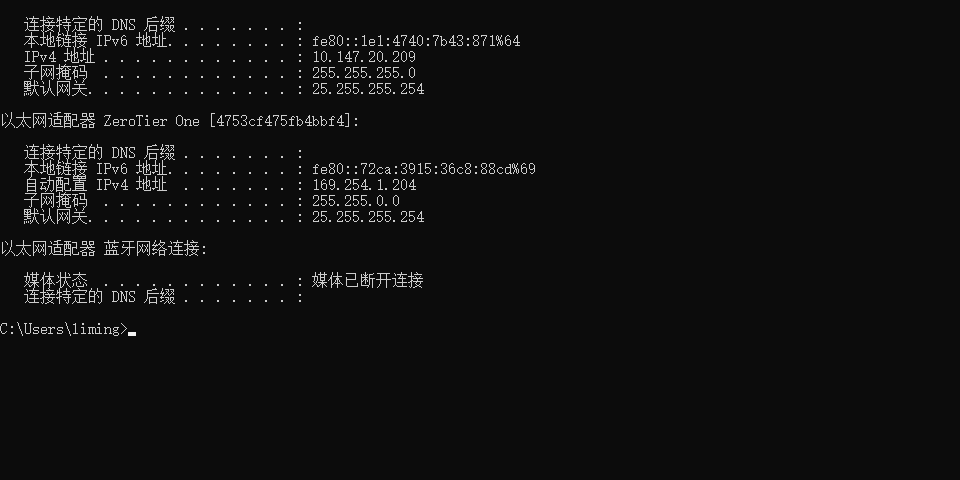 连接特定的 DNS 后缀 . . . . . . . :
本地链接 IPv6 地址. . . . . . . . : fe80::1e1:4740:7b43:871%64
IPv4 地址 . . . . . . . . . . . . : 10.147.20.209
子网掩码  . . . . . . . . . . . . : 255.255.255.0
默认网关. . . . . . . . . . . . . : 25.255.255.254
以太网适配器 ZeroTier One [4753cf475fb4bbf4]:
连接特定的 DNS 后缀 . . . . . . . :
本地链接 IPv6 地址. . . . . . . . : fe80::72ca:3915:36c8:88cd%69
自动配置 IPv4 地址  . . . . . . . : 169.254.1.204
子网掩码  . . . . . . . . . . . . : 255.255.0.0
默认网关. . . . . . . . . . . . . : 25.255.255.254
以太网适配器 蓝牙网络连接:
媒体状态  . . . . . . . . . . . . : 媒体已断开连接
连接特定的 DNS 后缀 . . . . . . . :
C:\Users\liming>